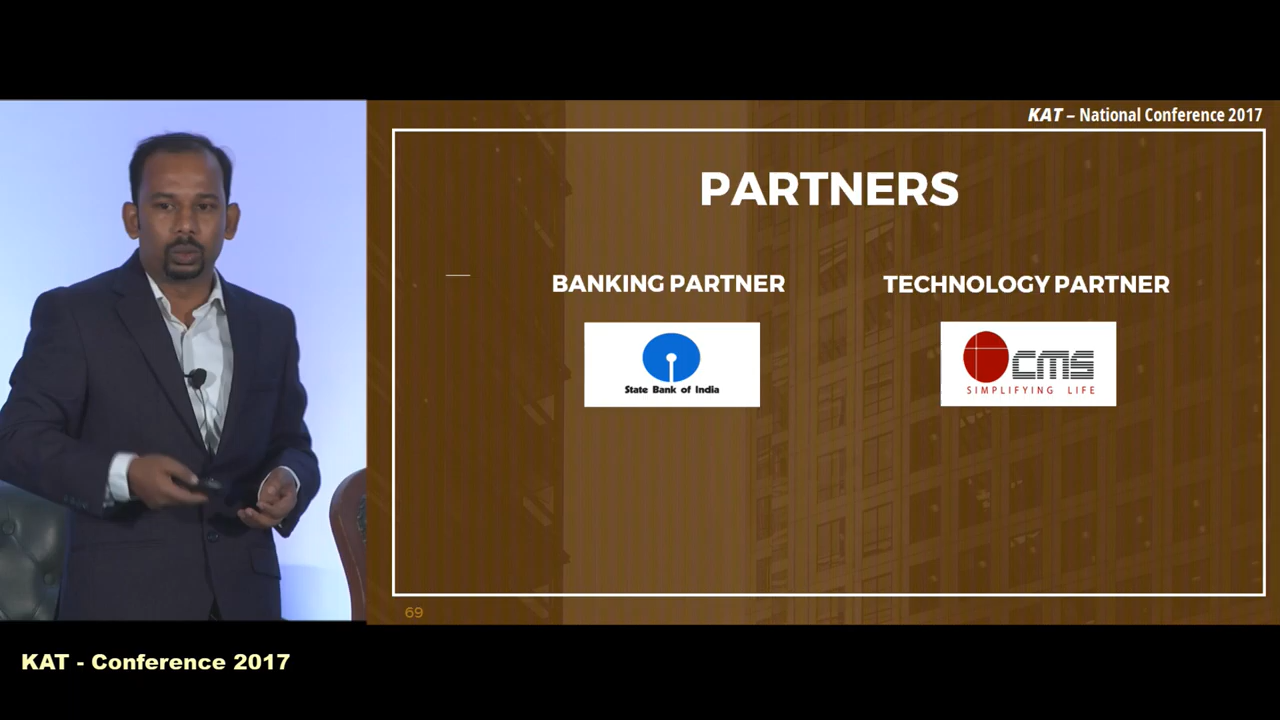 KAT – National Conference 2017
PARTNERS
BANKING PARTNER
TECHNOLOGY PARTNER
State Bank of India
CMS
SIMPLIFYING LIFE
69
KAT - Conference 2017